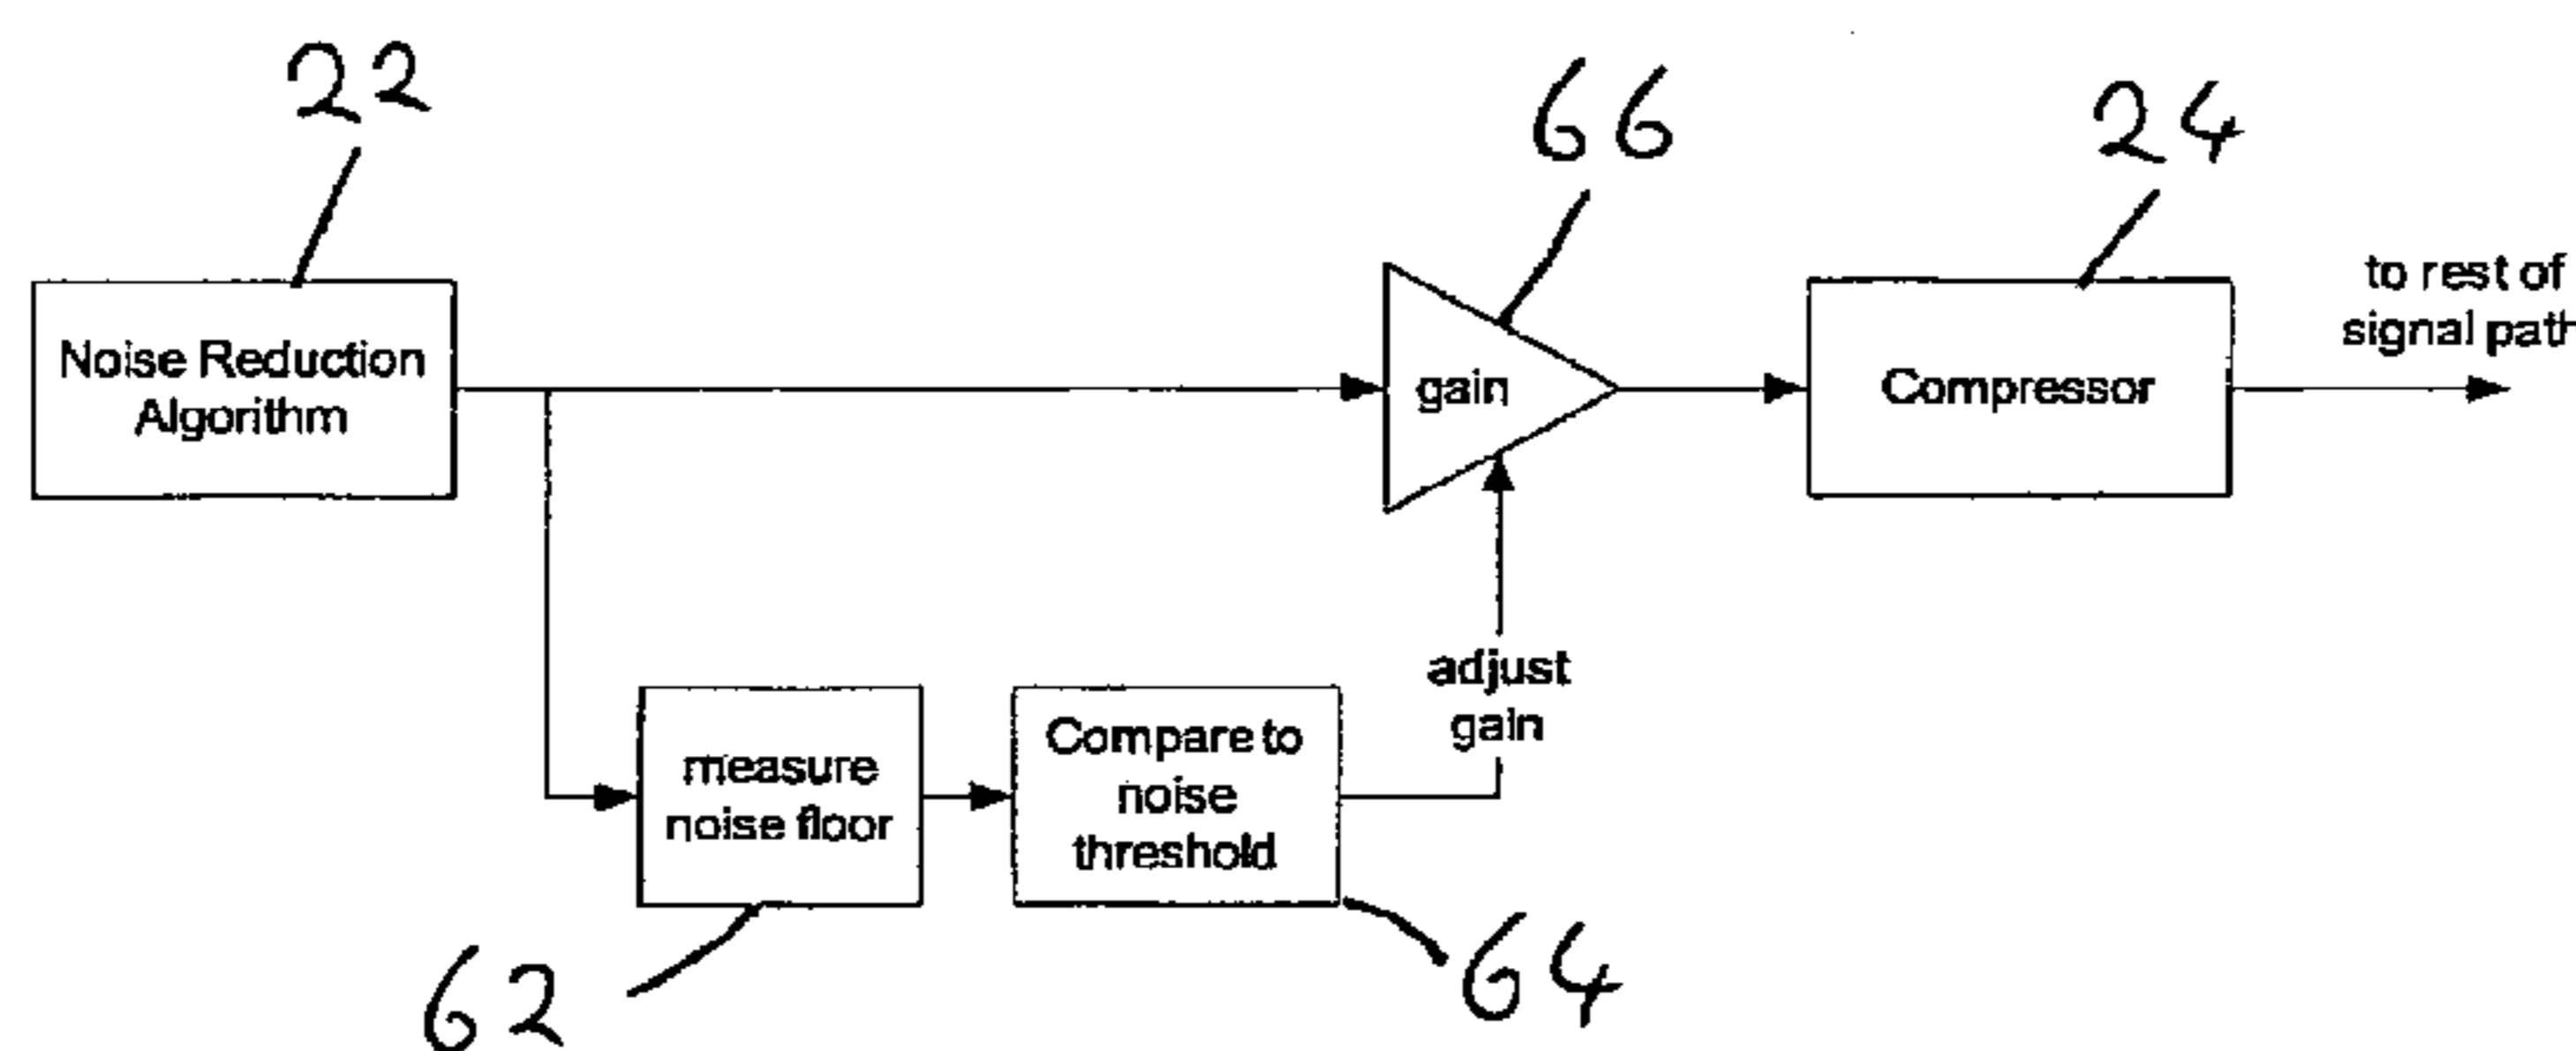 22
66
24
Noise Reduction
Algorithm
gain
Compressor
to rest of
signal path
adjust
gain
measure
noise floor
Compare to
noise
threshold
62
64